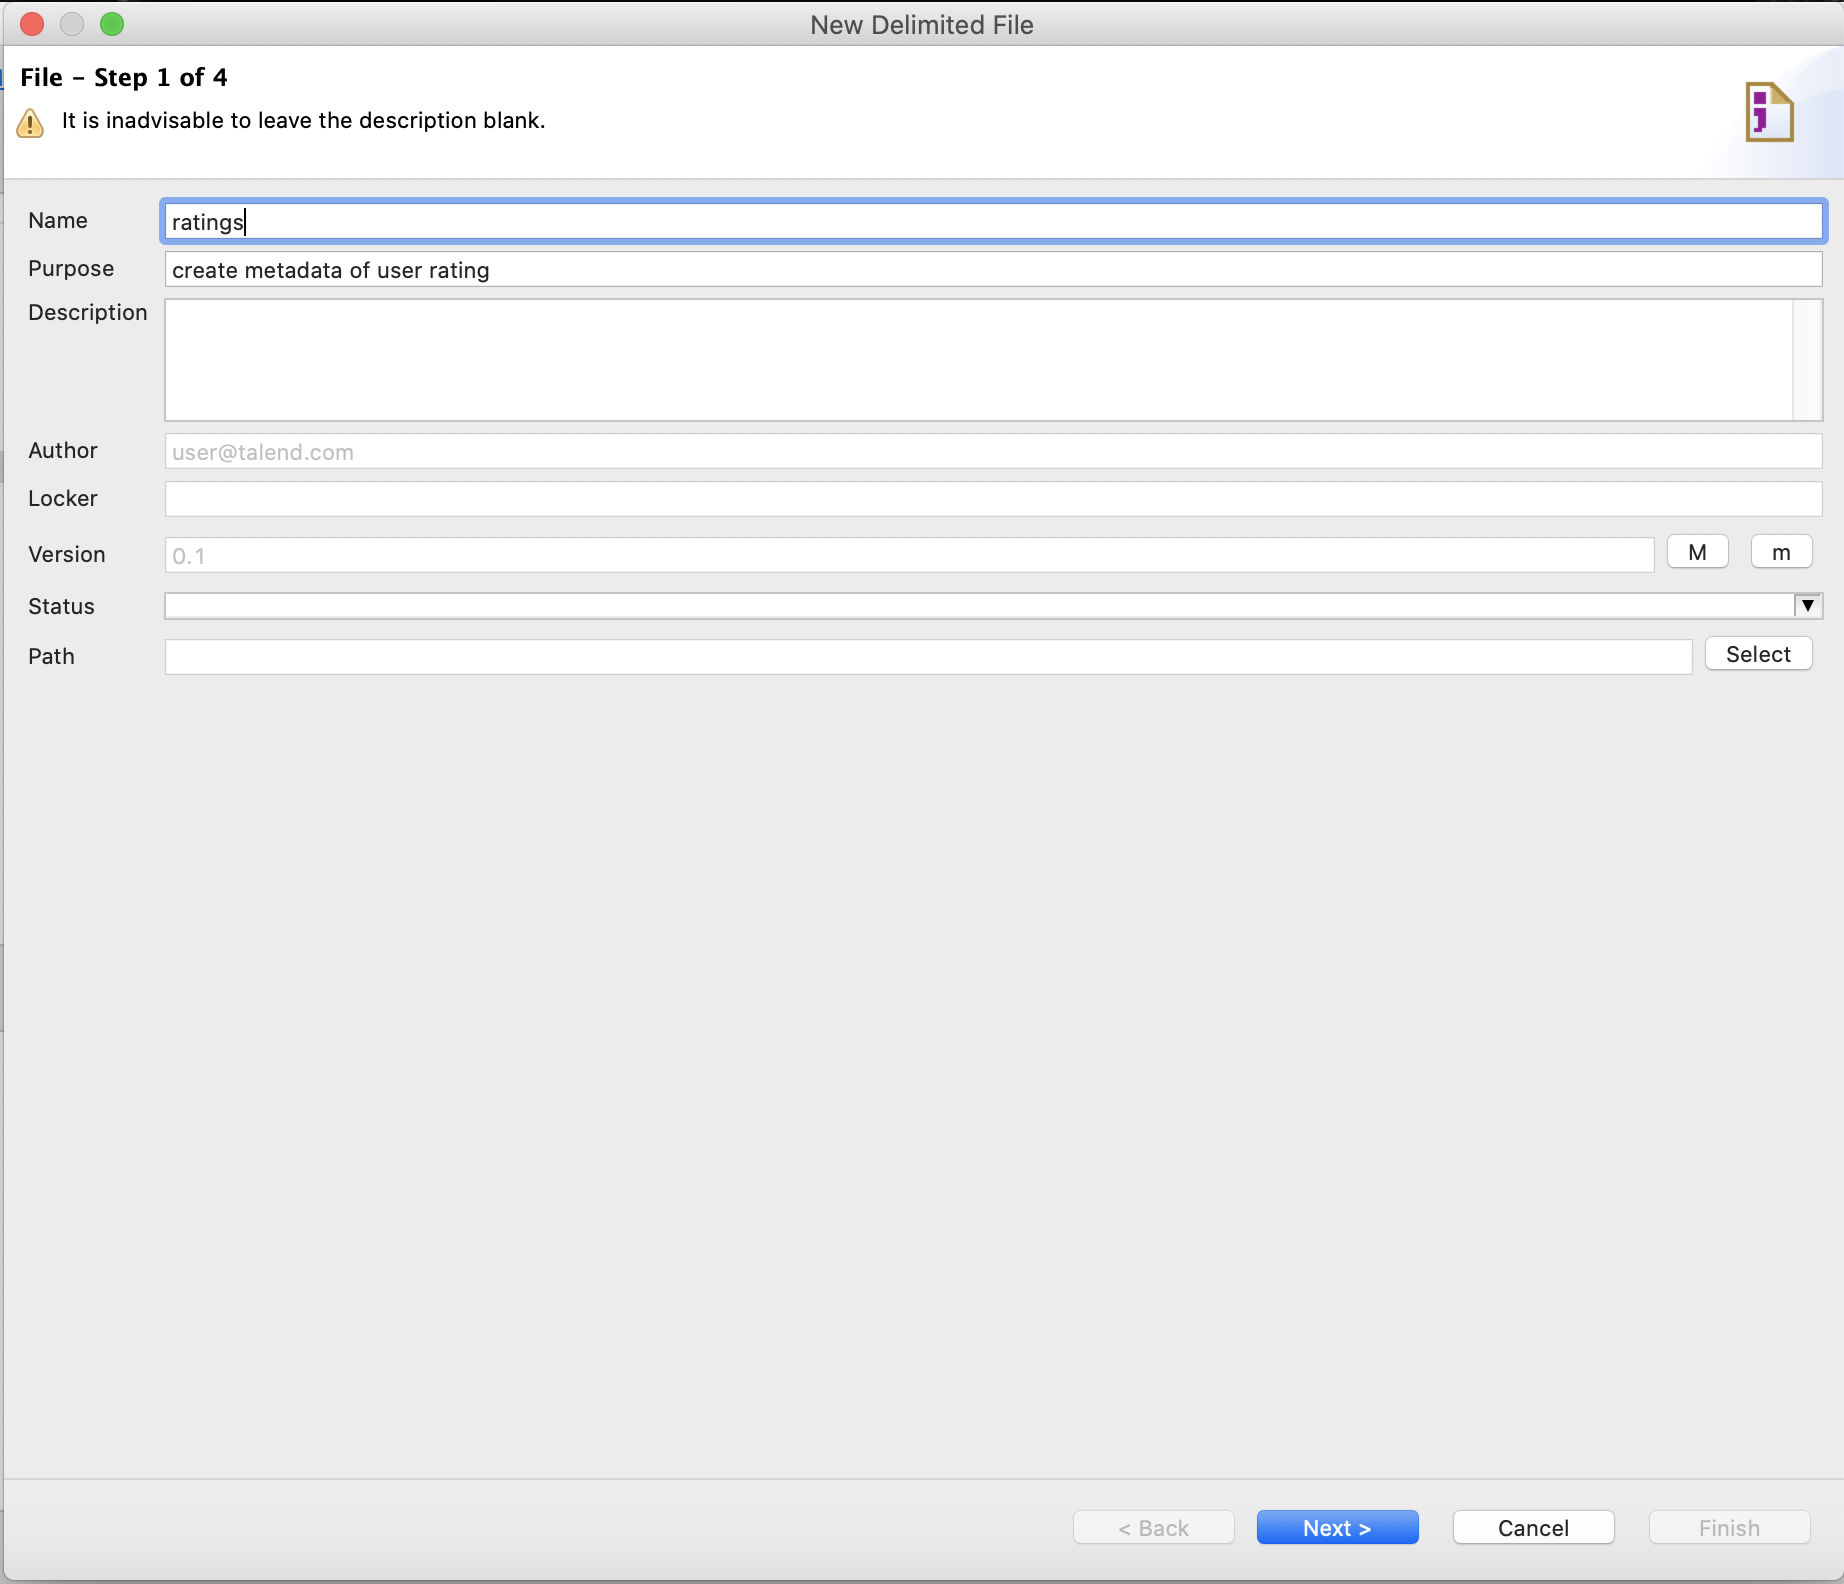 New Delimited File
File – Step 1 of 4
It is inadvisable to leave the description blank.
Name ratings
Purpose create metadata of user rating
Description
Author user@talend.com
Locker
Version 0.1 M m
Status
Path Select
< Back Next > Cancel Finish